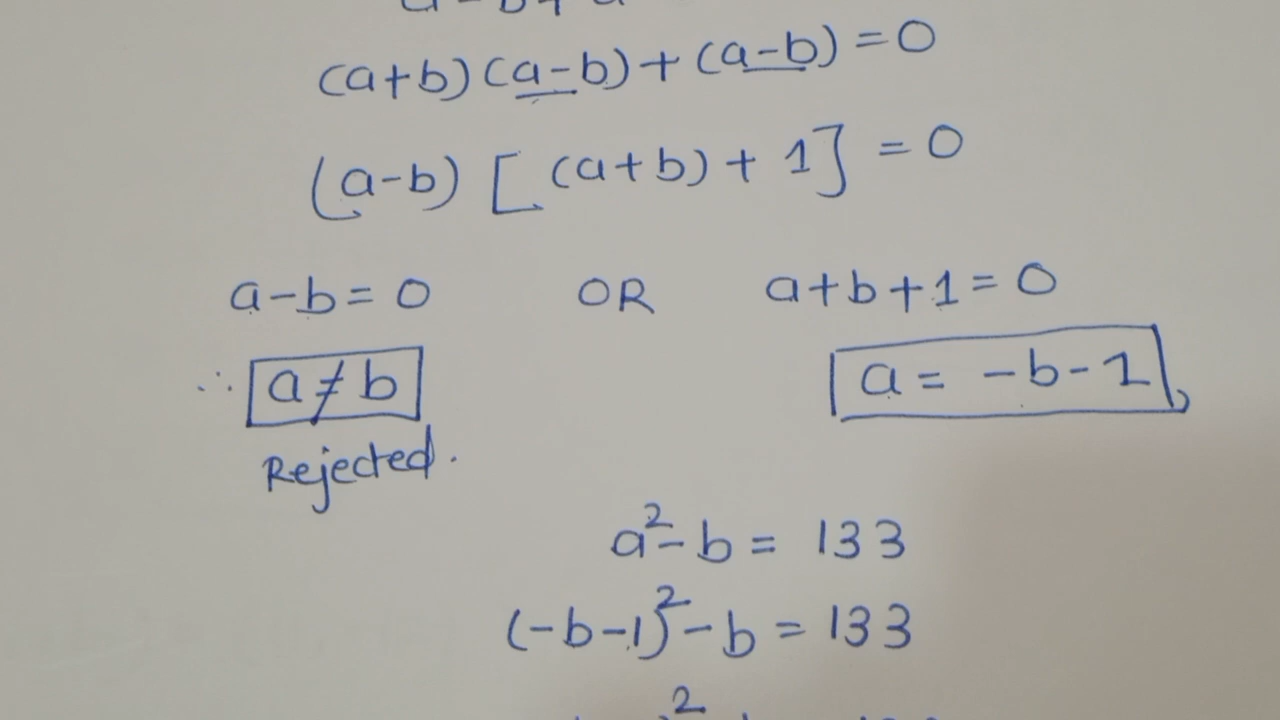 (a+b)(a-b)+(a-b)=0
(a-b) [(a+b)+1] =0
a-b=0 OR a+b+1=0
∴ a≠b a= -b-1,
Rejected.
a²-b= 133
(-b-1)²-b= 133